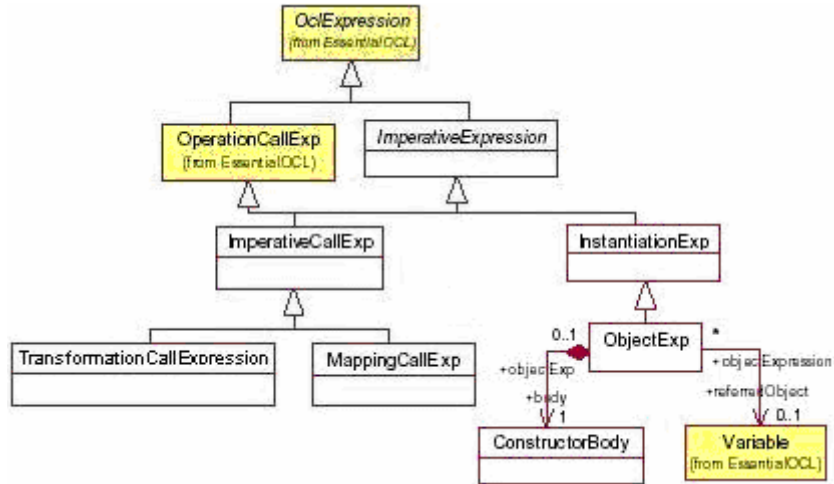 OclExpression
(from EssentialOCL)
OperationCallExp
(from EssentialOCL)
ImperativeExpression
ImperativeCallExp
InstantiationExp
TransformationCallExpression
MappingCallExp
ObjectExp
0..1
*
+objectExp
+objectExpression
+body
+referredObject
1
0..1
ConstructorBody
Variable
(from EssentialOCL)